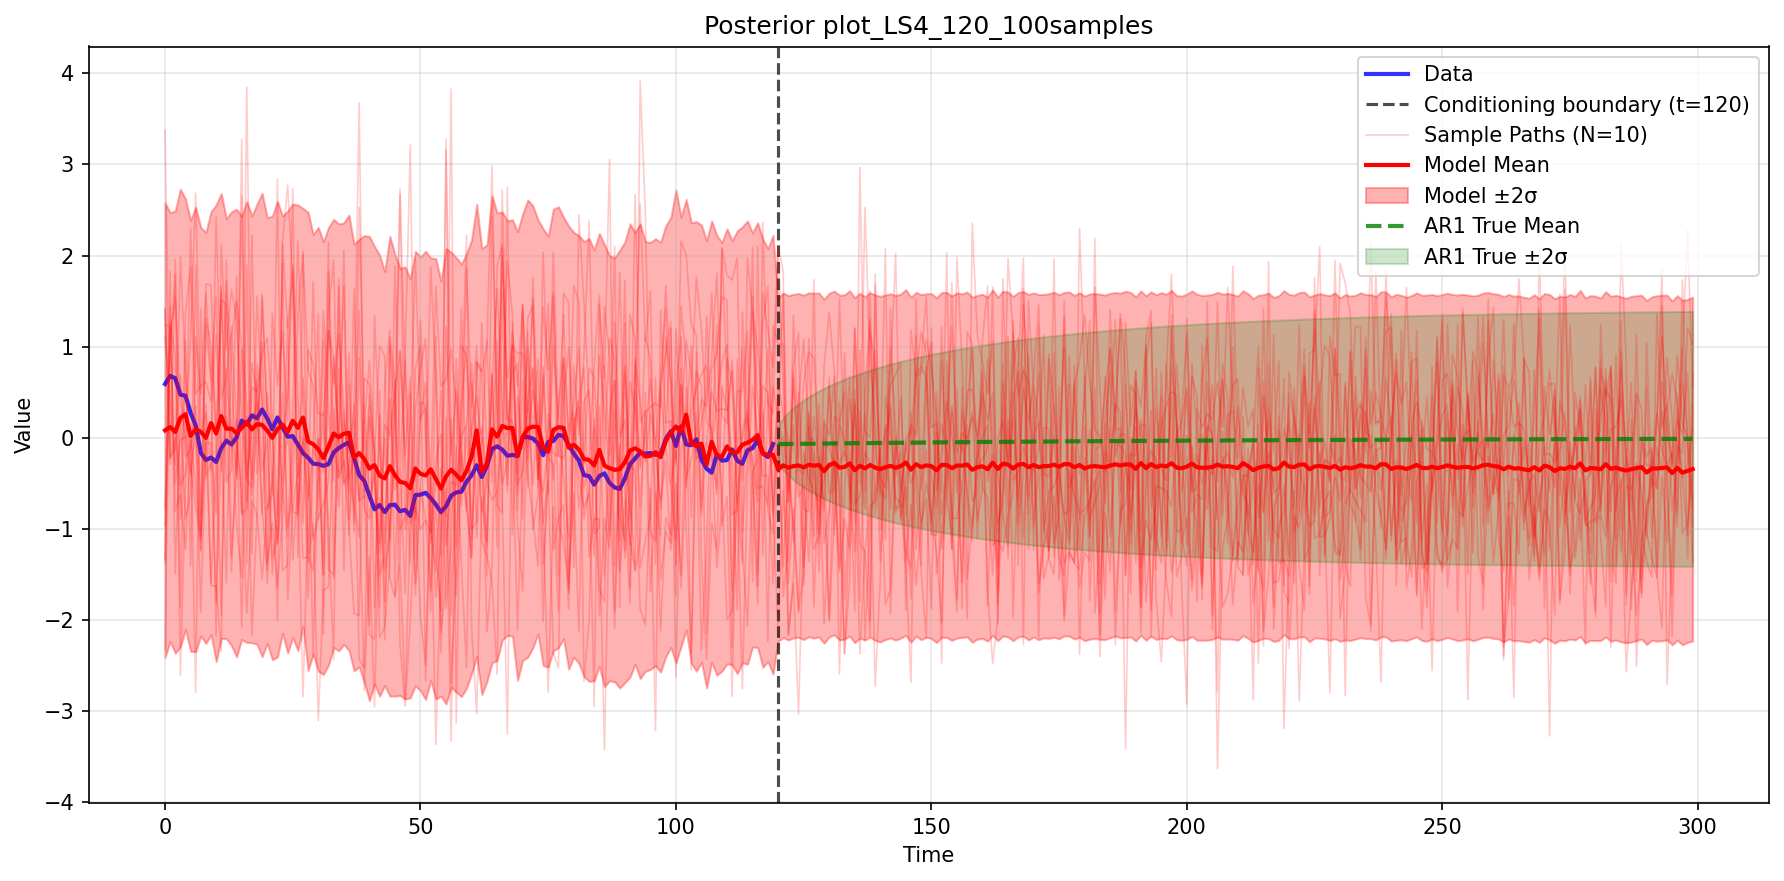 Posterior plot_LS4_120_100samples
Data
Conditioning boundary (t=120)
Sample Paths (N=10)
Model Mean
Model ±2σ
AR1 True Mean
AR1 True ±2σ
4
3
2
1
0
−1
−2
−3
−4
Value
0
50
100
150
200
250
300
Time